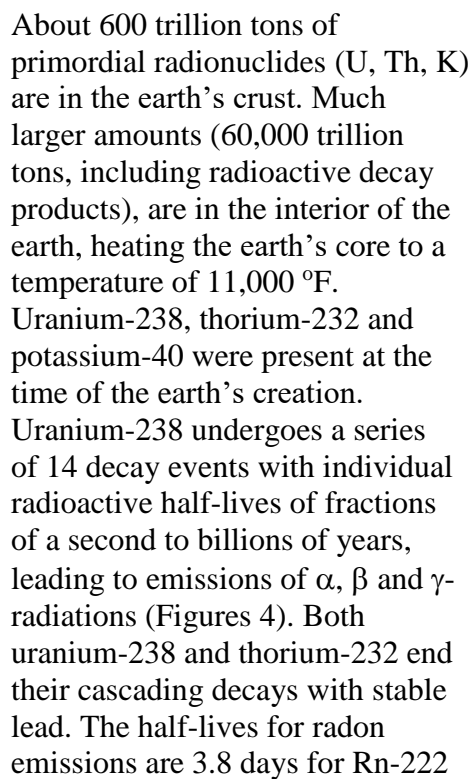 About 600 trillion tons of
primordial radionuclides (U, Th, K)
are in the earth’s crust. Much
larger amounts (60,000 trillion
tons, including radioactive decay
products), are in the interior of the
earth, heating the earth’s core to a
temperature of 11,000 °F.
Uranium-238, thorium-232 and
potassium-40 were present at the
time of the earth’s creation.
Uranium-238 undergoes a series
of 14 decay events with individual
radioactive half-lives of fractions
of a second to billions of years,
leading to emissions of α, β and γ-
radiations (Figures 4). Both
uranium-238 and thorium-232 end
their cascading decays with stable
lead. The half-lives for radon
emissions are 3.8 days for Rn-222